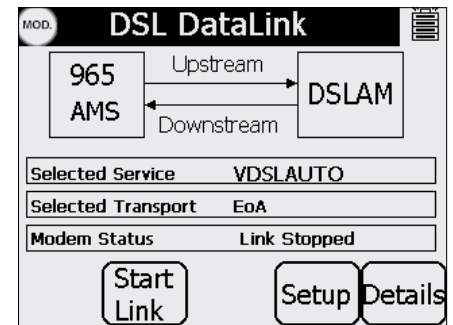 MOD.
DSL DataLink
965
AMS
Upstream
DSLAM
Downstream
Selected Service VDSLAUTO
Selected Transport EoA
Modem Status Link Stopped
Start
Link
Setup
Details